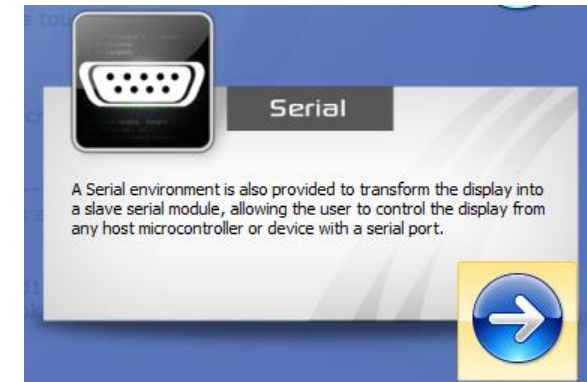 Serial
A Serial environment is also provided to transform the display into
a slave serial module, allowing the user to control the display from
any host microcontroller or device with a serial port.